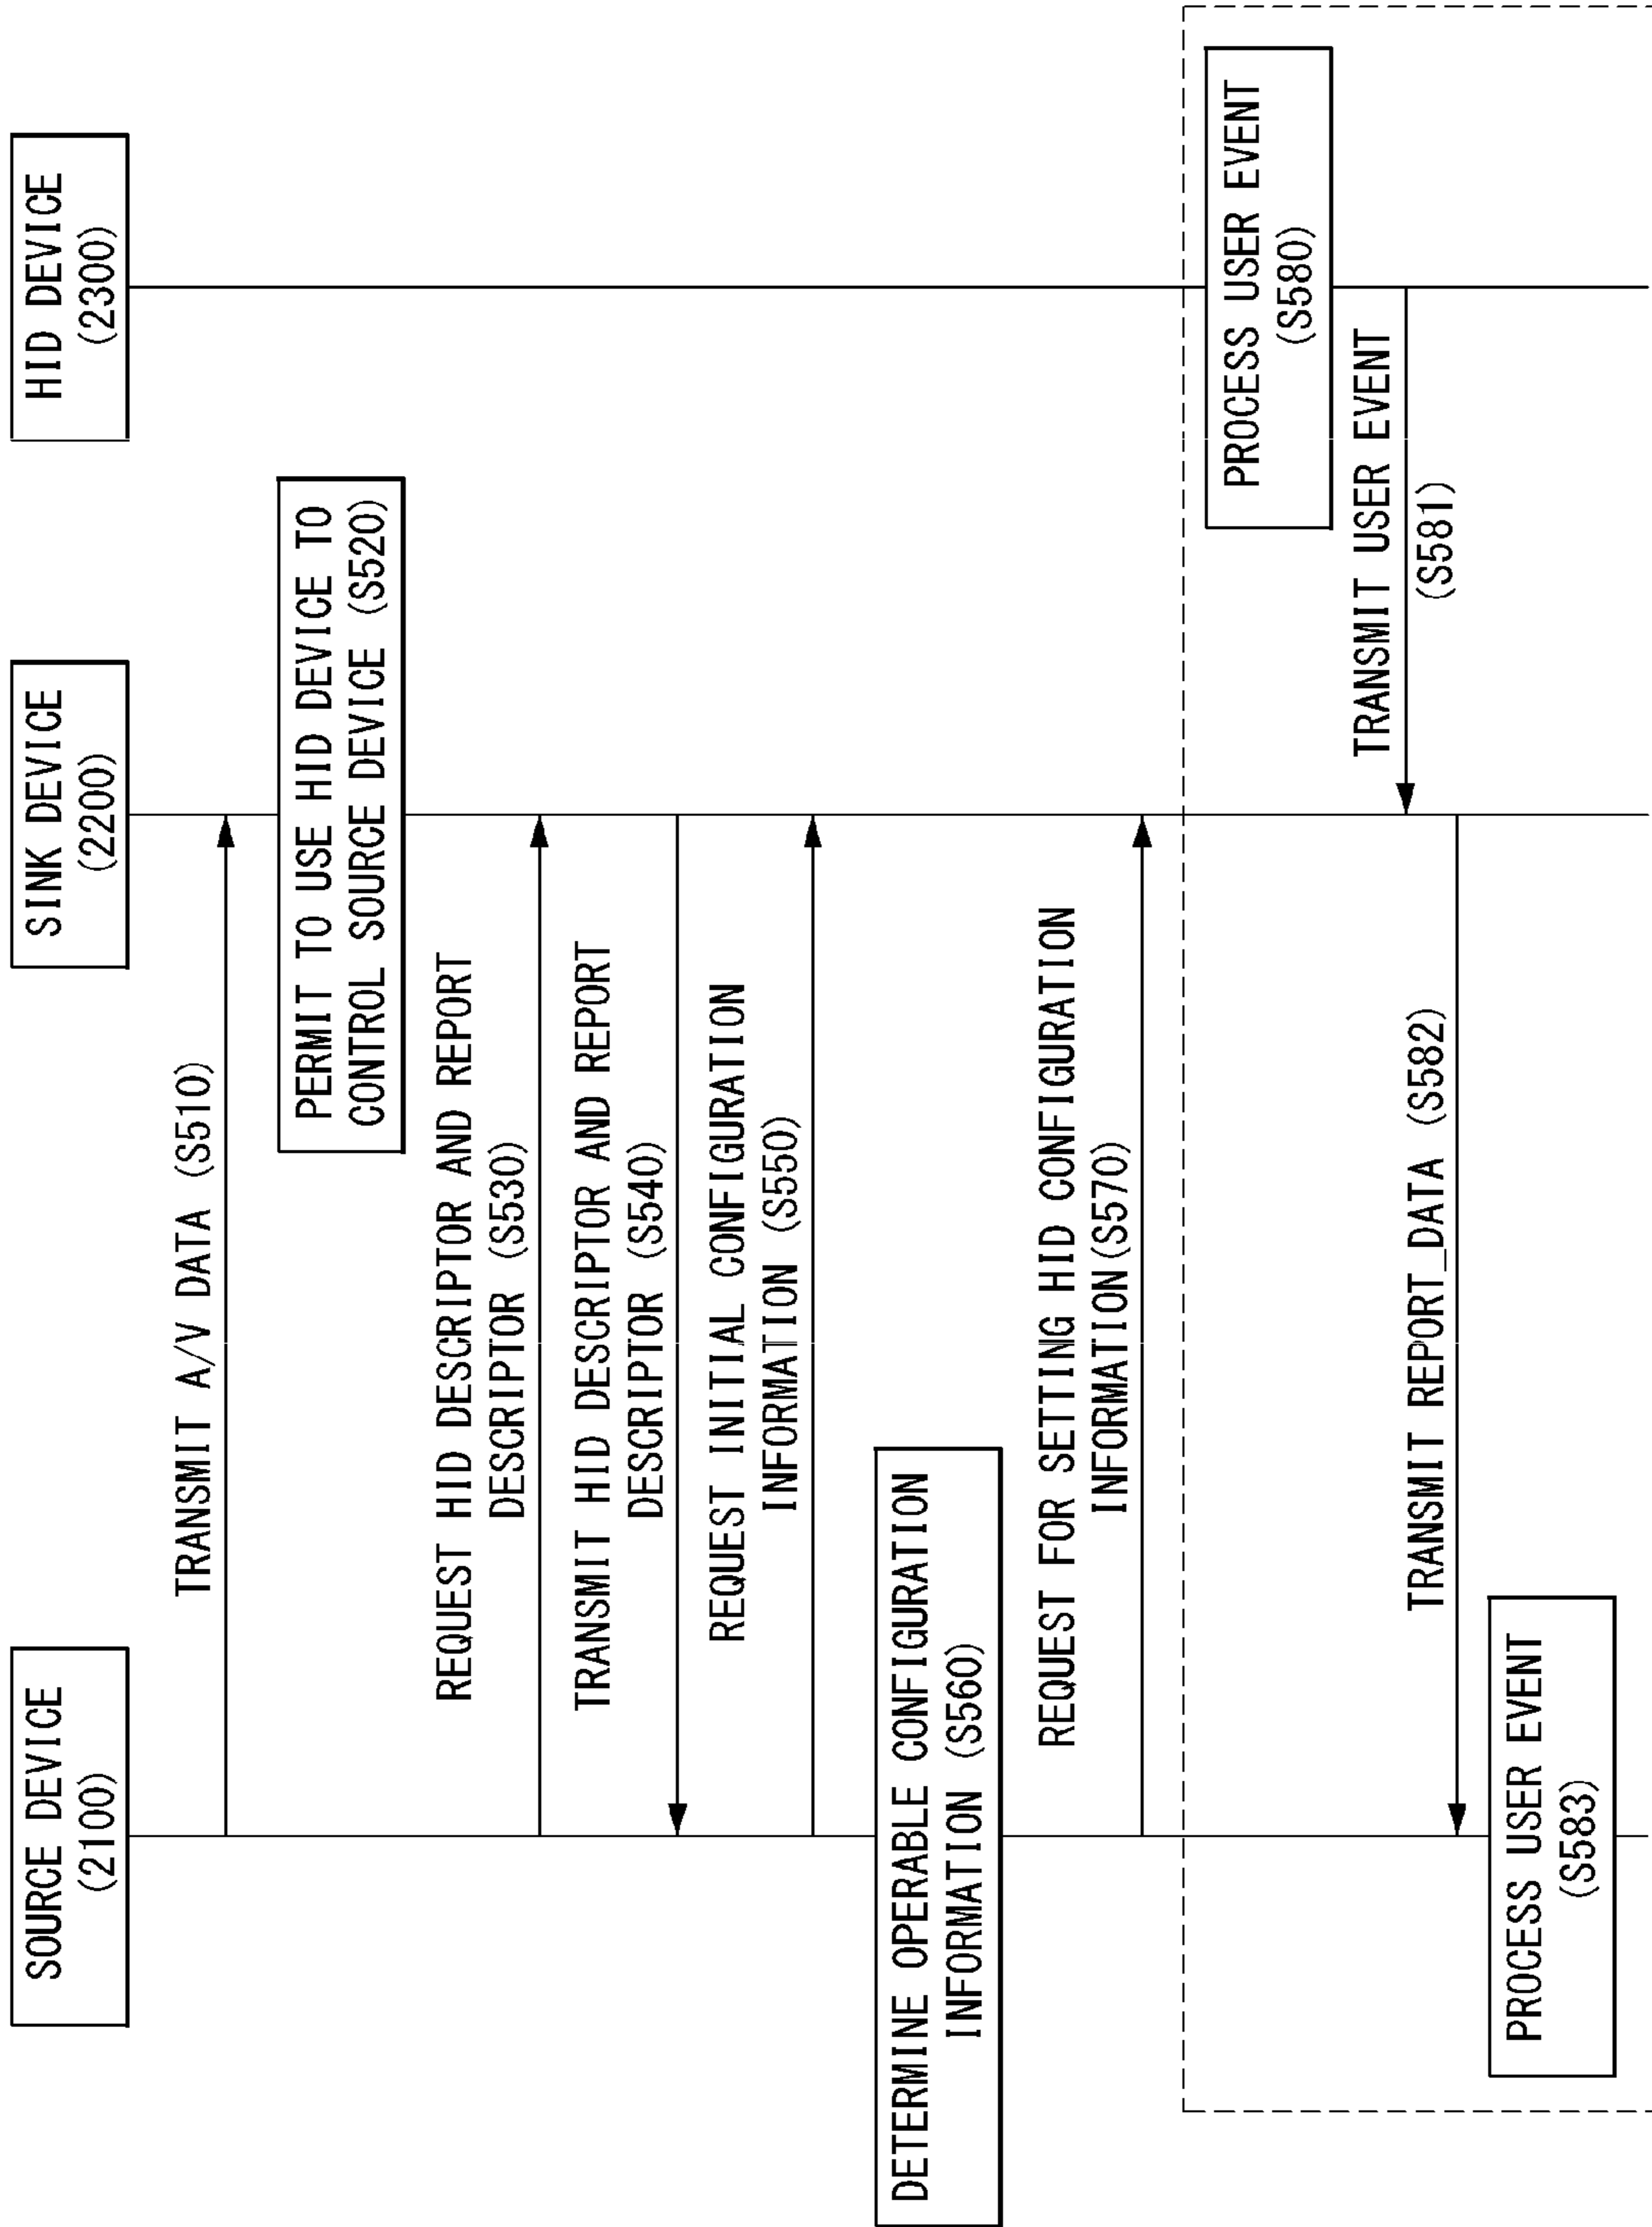 SOURCE DEVICE
(2100)
SINK DEVICE
(2200)
HID DEVICE
(2300)
TRANSMIT A/V DATA (S510)
PERMIT TO USE HID DEVICE TO
CONTROL SOURCE DEVICE (S520)
REQUEST HID DESCRIPTOR AND REPORT
DESCRIPTOR (S530)
TRANSMIT HID DESCRIPTOR AND REPORT
DESCRIPTOR (S540)
REQUEST INITIAL CONFIGURATION
INFORMATION (S550)
DETERMINE OPERABLE CONFIGURATION
INFORMATION (S560)
REQUEST FOR SETTING HID CONFIGURATION
INFORMATION(S570)
PROCESS USER EVENT
(S580)
TRANSMIT USER EVENT
(S581)
TRANSMIT REPORT_DATA (S582)
PROCESS USER EVENT
(S583)